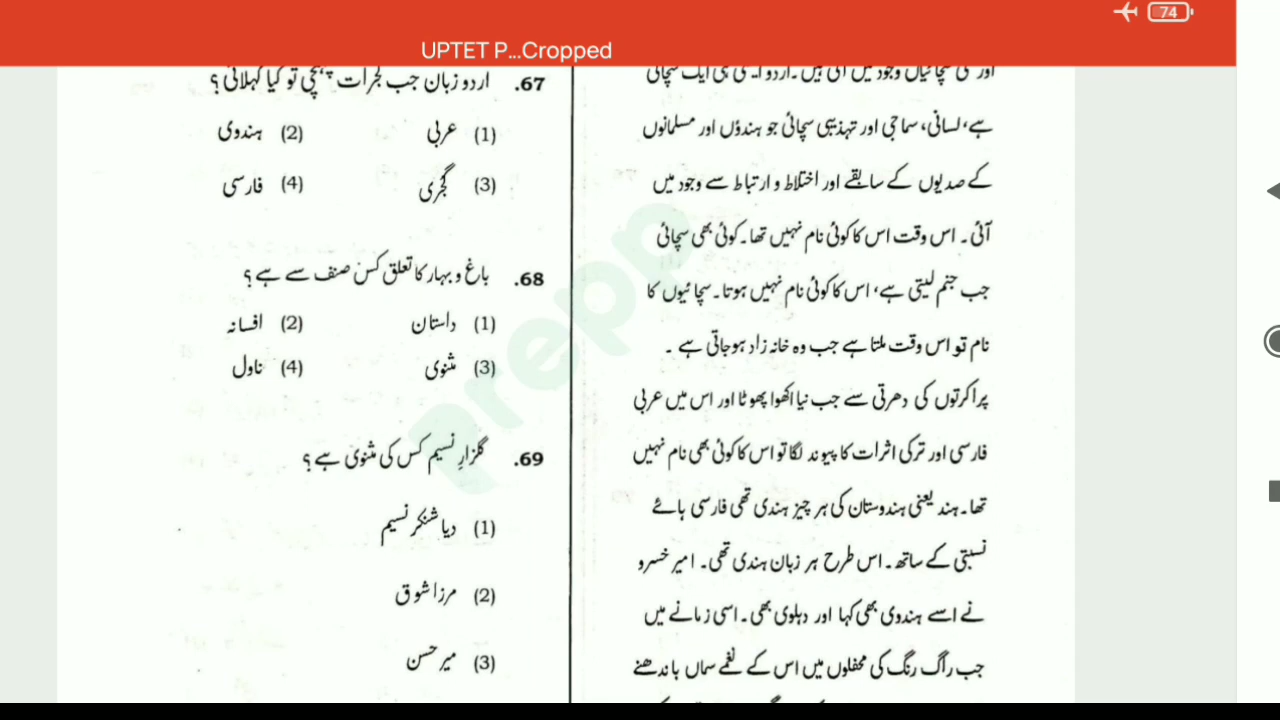 74
UPTET P...Cropped
اور کئی سچائیاں وجود میں آئی ہیں۔ اردو ایسی ہی ایک سچائی
ہے، لسانی، سماجی اور تہذیبی سچائی جو ہندوؤں اور مسلمانوں
کے صدیوں کے سابقے اور اختلاط و ارتباط سے وجود میں
آئی۔ اس وقت اس کا کوئی نام نہیں تھا۔ کوئی بھی سچائی
جب جنم لیتی ہے، اس کا کوئی نام نہیں ہوتا۔ سچائیوں کا
نام تو اس وقت ملتا ہے جب وہ خانہ زاد ہو جاتی ہے۔
پراکرتوں کی دھرتی سے جب نیا اکھوا پھوٹا اور اس میں عربی
فارسی اور ترکی اثرات کا پیوند لگا تو اس کا کوئی بھی نام نہیں
تھا۔ ہند یعنی ہندوستان کی ہر چیز ہندی تھی فارسی یائے
نسبتی کے ساتھ۔ اس طرح ہر زبان ہندی تھی۔ امیر خسرو
نے اسے ہندوی بھی کہا اور دہلوی بھی۔ اسی زمانے میں
جب راگ رنگ کی محفلوں میں اس کے نغمے سماں باندھنے
67. اردو زبان جب گجرات پہنچی تو کیا کہلائی؟
(1) عربی (2) ہندوی
(3) گجری (4) فارسی
68. باغ و بہار کا تعلق کس صنف سے ہے؟
(1) داستان (2) افسانہ
(3) مثنوی (4) ناول
69. گلزارِ نسیم کس کی مثنوی ہے؟
(1) دیا شنکر نسیم
(2) مرزا شوق
(3) میر حسن
prepp